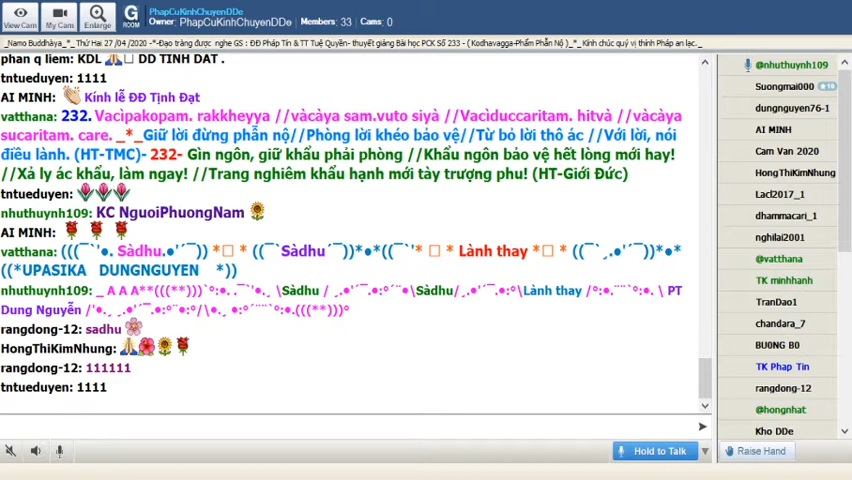 View Cam
My Cam
Enlarge
G
ROOM
PhapCuKinhChuyenDDe
Owner: PhapCuKinhChuyenDDe Members: 33 Cams: 0
_Namo Buddhàya_*_ Thứ Hai 27 /04 /2020 -*-Đạo tràng được nghe GS : ĐĐ Pháp Tín & TT Tuệ Quyền- thuyết giảng Bài học PCK Số 233 - ( Kodhavagga-Phẩm Phẫn Nộ )_*_ Kính chúc quý vị thính Pháp an lạc._
phan q liem: KDL 🙏□ DD TINH DAT .
tntueduyen: 1111
AI MINH: Kính lễ ĐĐ Tịnh Đạt
vatthana: 232. Vacìpakopam. rakkheyya //vàcàya sam.vuto siyà //Vacìduccaritam. hitvà //vàcàya
sucaritam. care. _*_Giữ lời đừng phẫn nộ//Phòng lời khéo bảo vệ//Từ bỏ lời thô ác //Với lời, nói
điều lành. (HT-TMC)- 232- Gìn ngôn, giữ khẩu phải phòng //Khẩu ngôn bảo vệ hết lòng mới hay!
//Xả ly ác khẩu, làm ngay! //Trang nghiêm khẩu hạnh mới tày trượng phu! (HT-Giới Đức)
tntueduyen:
nhuthuynh109: KC NguoiPhuongNam
AI MINH:
vatthana: (((¯`'•. Sàdhu.•'´¯)) *□ * ((¯`Sàdhu´¯))*•*((¯`'* □ * Lành thay *□ * (¯`¸.•'´¯)*•*
((*UPASIKA DUNGNGUYEN *))
nhuthuynh109: _ A A A**(((**)))`°:•. .¯`'•.¸ \Sàdhu / ¸.•'´¯.•:°´¨•\Sàdhu/¸.•'´¯.•:°\Lành thay /°:•.¨¨`°:•. \ PT
Dung Nguyễn /'•.¸ ¸.•'´¯.•:°¨•:°/\•.¸ •:°´¨¨`°:•.(((**)))°
rangdong-12: sadhu
HongThiKimNhung:
rangdong-12: 111111
tntueduyen: 1111
Hold to Talk
@nhuthuynh109
Suongmai000
10
dungnguyen76-1
AI MINH
Cam Van 2020
HongThiKimNhung
Lacl2017_1
dhammacari_1
nghilai2001
@vatthana
TK minhhanh
TranDao1
chandara_7
BU0NG B0
TK Phap Tin
rangdong-12
@hongnhat
Kho DDe
Raise Hand